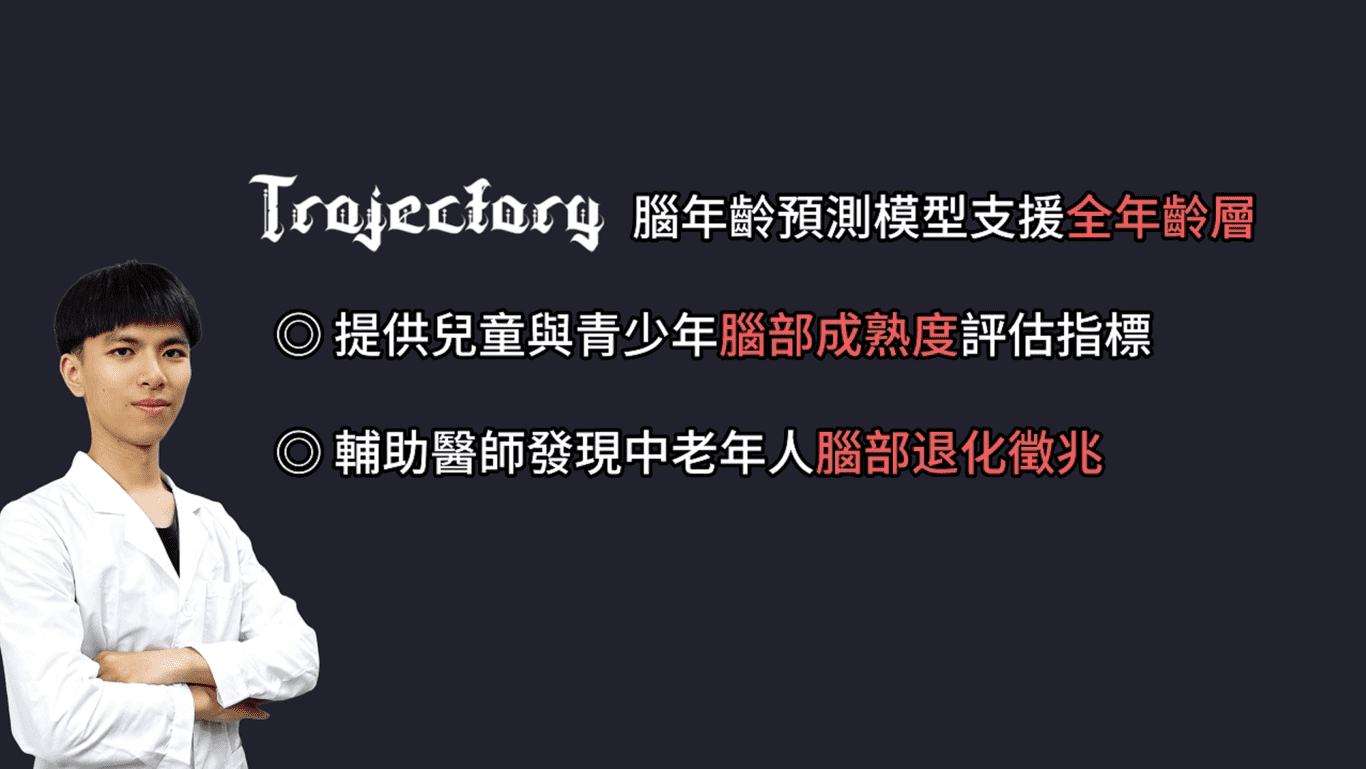 Trajectory 腦年齡預測模型支援全年齡層
◎ 提供兒童與青少年腦部成熟度評估指標
◎ 輔助醫師發現中老年人腦部退化徵兆